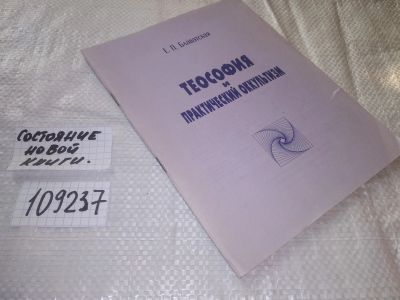 Е. П. Блаватская
ТЕОСОФИЯ
и
ПРАКТИЧЕСКИЙ ОККУЛЬТИЗМ
СОСТОЯНИЕ
НОВОЙ
КНИГИ.
109237